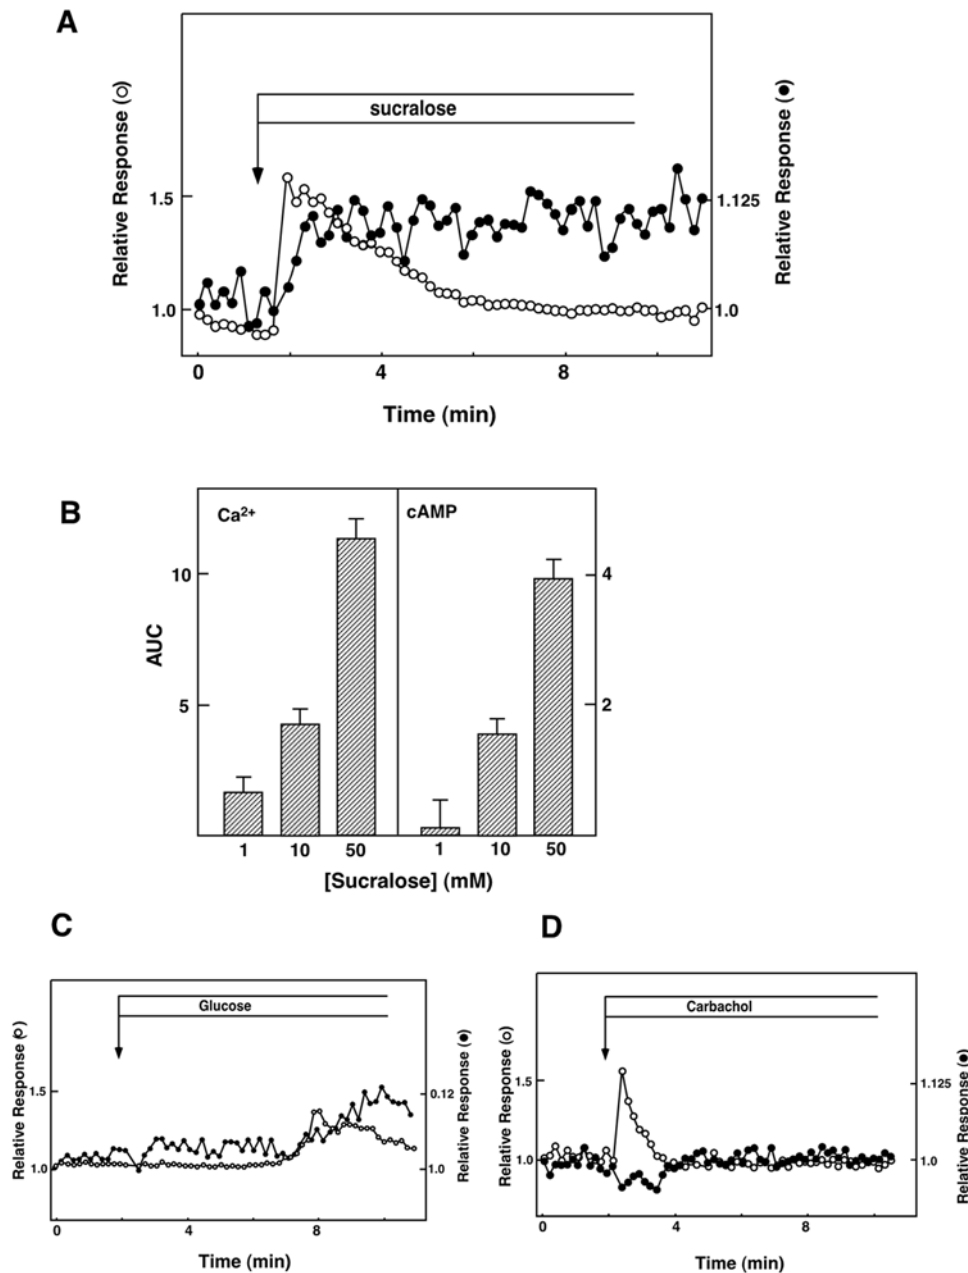 A
sucralose
Relative Response (○)
Relative Response (●)
1.5
1.0
1.125
1.0
0 4 8
Time (min)
B
Ca²⁺ cAMP
AUC
10
5
4
2
1 10 50 1 10 50
[Sucralose] (mM)
C
Glucose
Relative Response (○)
Relative Response (●)
1.5
1.0
0.12
1.0
0 4 8
Time (min)
D
Carbachol
Relative Response (○)
Relative Response (●)
1.5
1.0
1.125
1.0
0 4 8
Time (min)